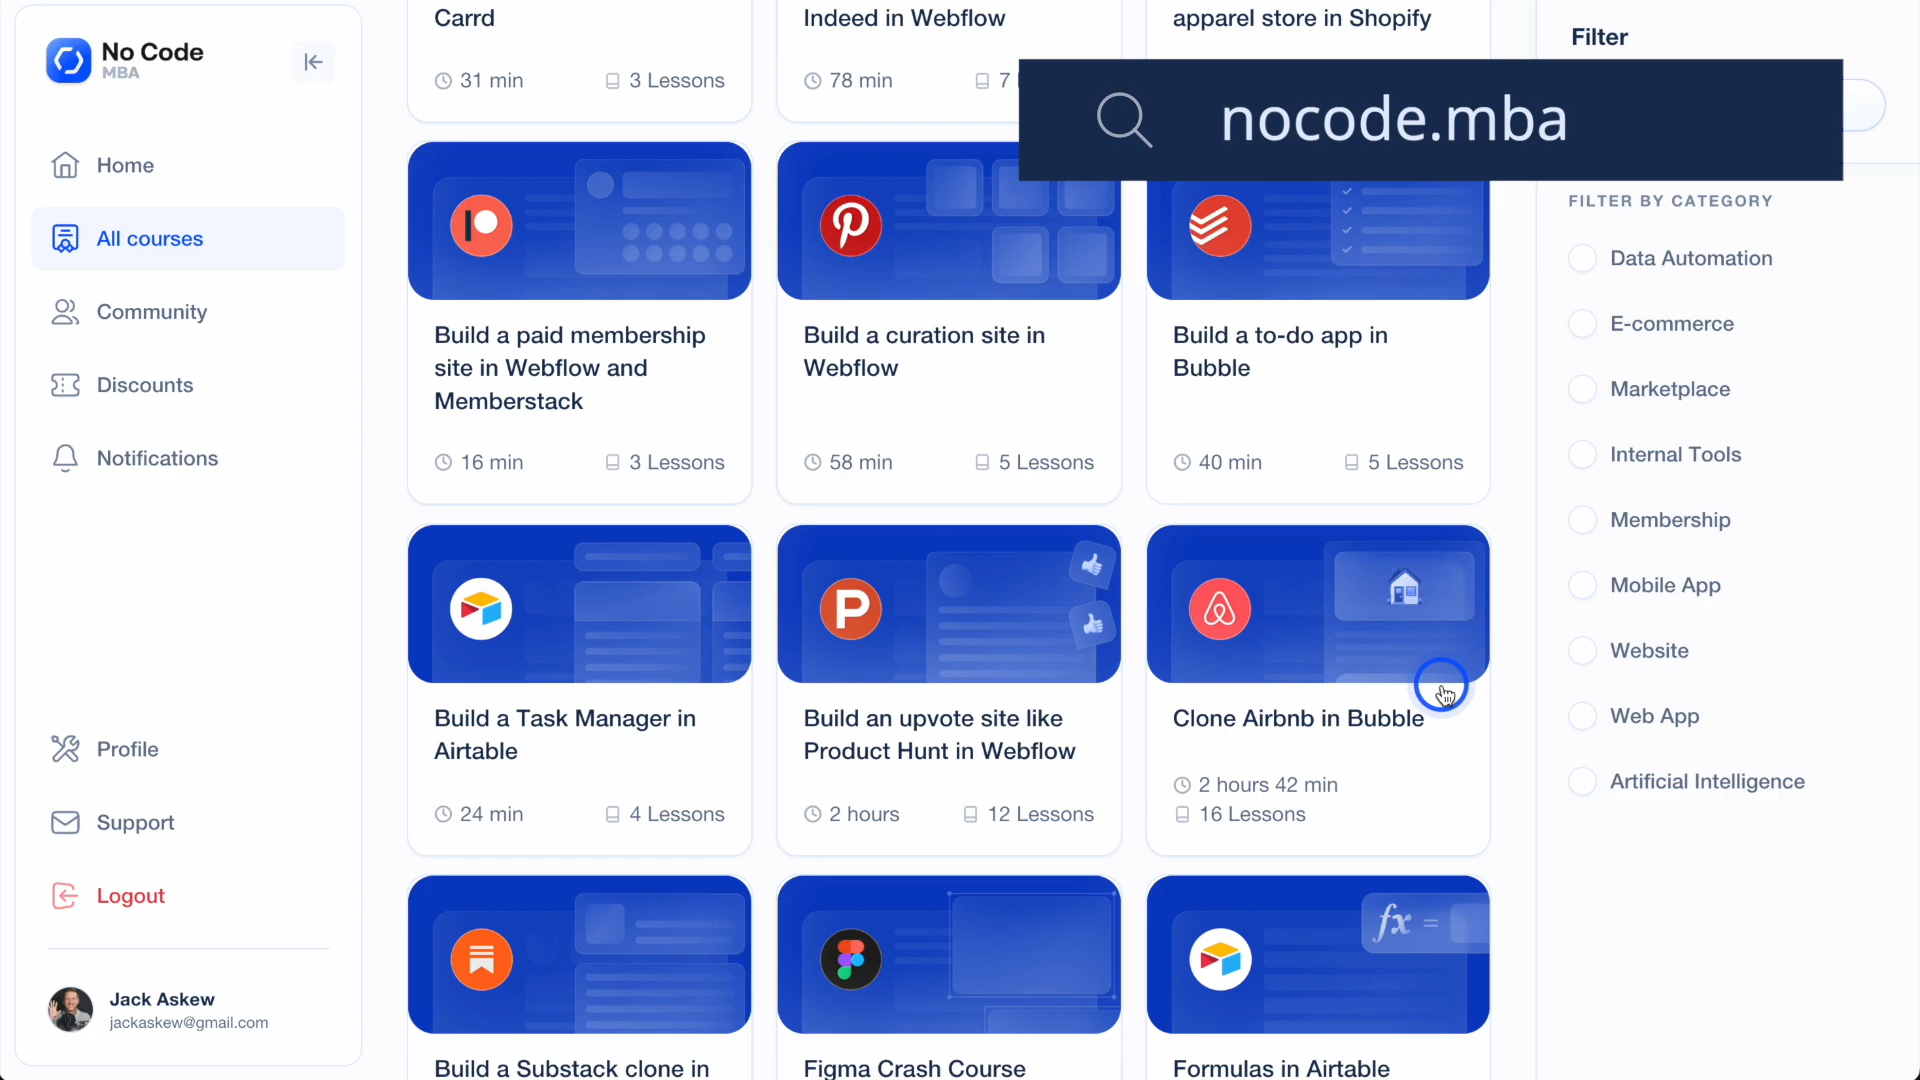 No Code
MBA
Home
All courses
Community
Discounts
Notifications
Profile
Support
Logout
Jack Askew
jackaskew@gmail.com
Carrd
31 min
3 Lessons
Indeed in Webflow
78 min
7
apparel store in Shopify
nocode.mba
Build a paid membership
site in Webflow and
Memberstack
16 min
3 Lessons
Build a curation site in
Webflow
58 min
5 Lessons
Build a to-do app in
Bubble
40 min
5 Lessons
Build a Task Manager in
Airtable
24 min
4 Lessons
P
Build an upvote site like
Product Hunt in Webflow
2 hours
12 Lessons
Clone Airbnb in Bubble
2 hours 42 min
16 Lessons
Build a Substack clone in
Figma Crash Course
fx =
Formulas in Airtable
Filter
FILTER BY CATEGORY
Data Automation
E-commerce
Marketplace
Internal Tools
Membership
Mobile App
Website
Web App
Artificial Intelligence